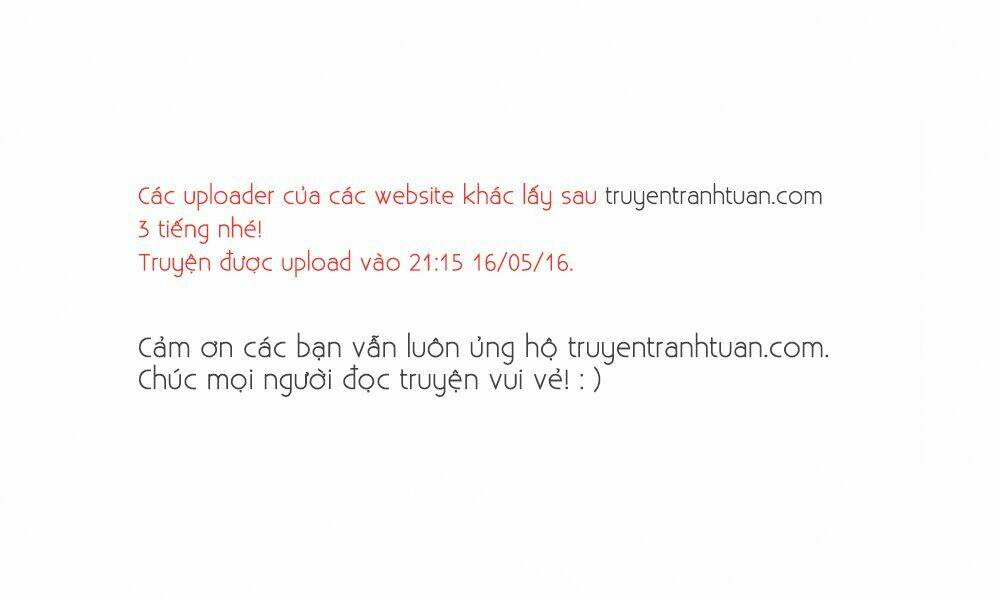 Các uploader của các website khác lấy sau truyentranhtuan.com
3 tiếng nhé!
Truyện được upload vào 21:15 16/05/16.
Cảm ơn các bạn vẫn luôn ủng hộ truyentranhtuan.com.
Chúc mọi người đọc truyện vui vẻ! : )